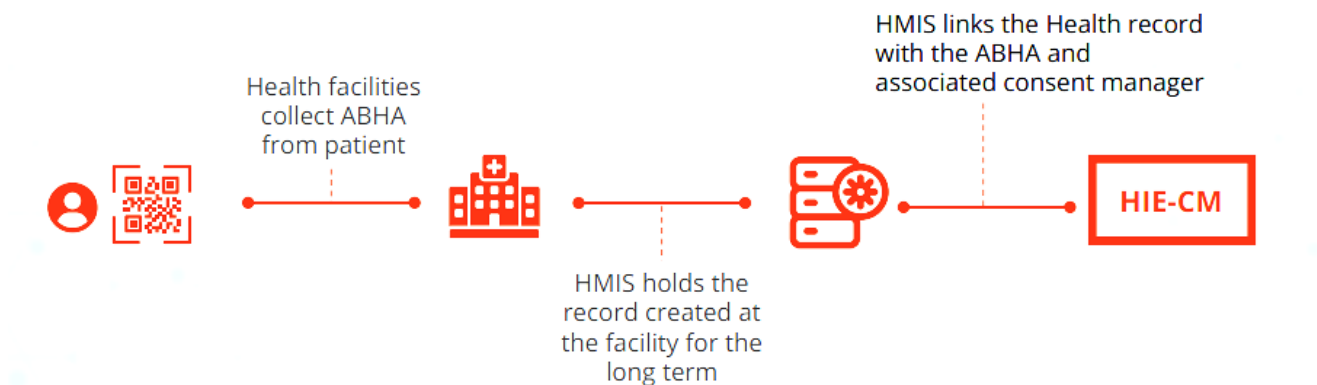 Health facilities
collect ABHA
from patient
HMIS holds the
record created at
the facility for the
long term
HMIS links the Health record
with the ABHA and
associated consent manager
HIE-CM